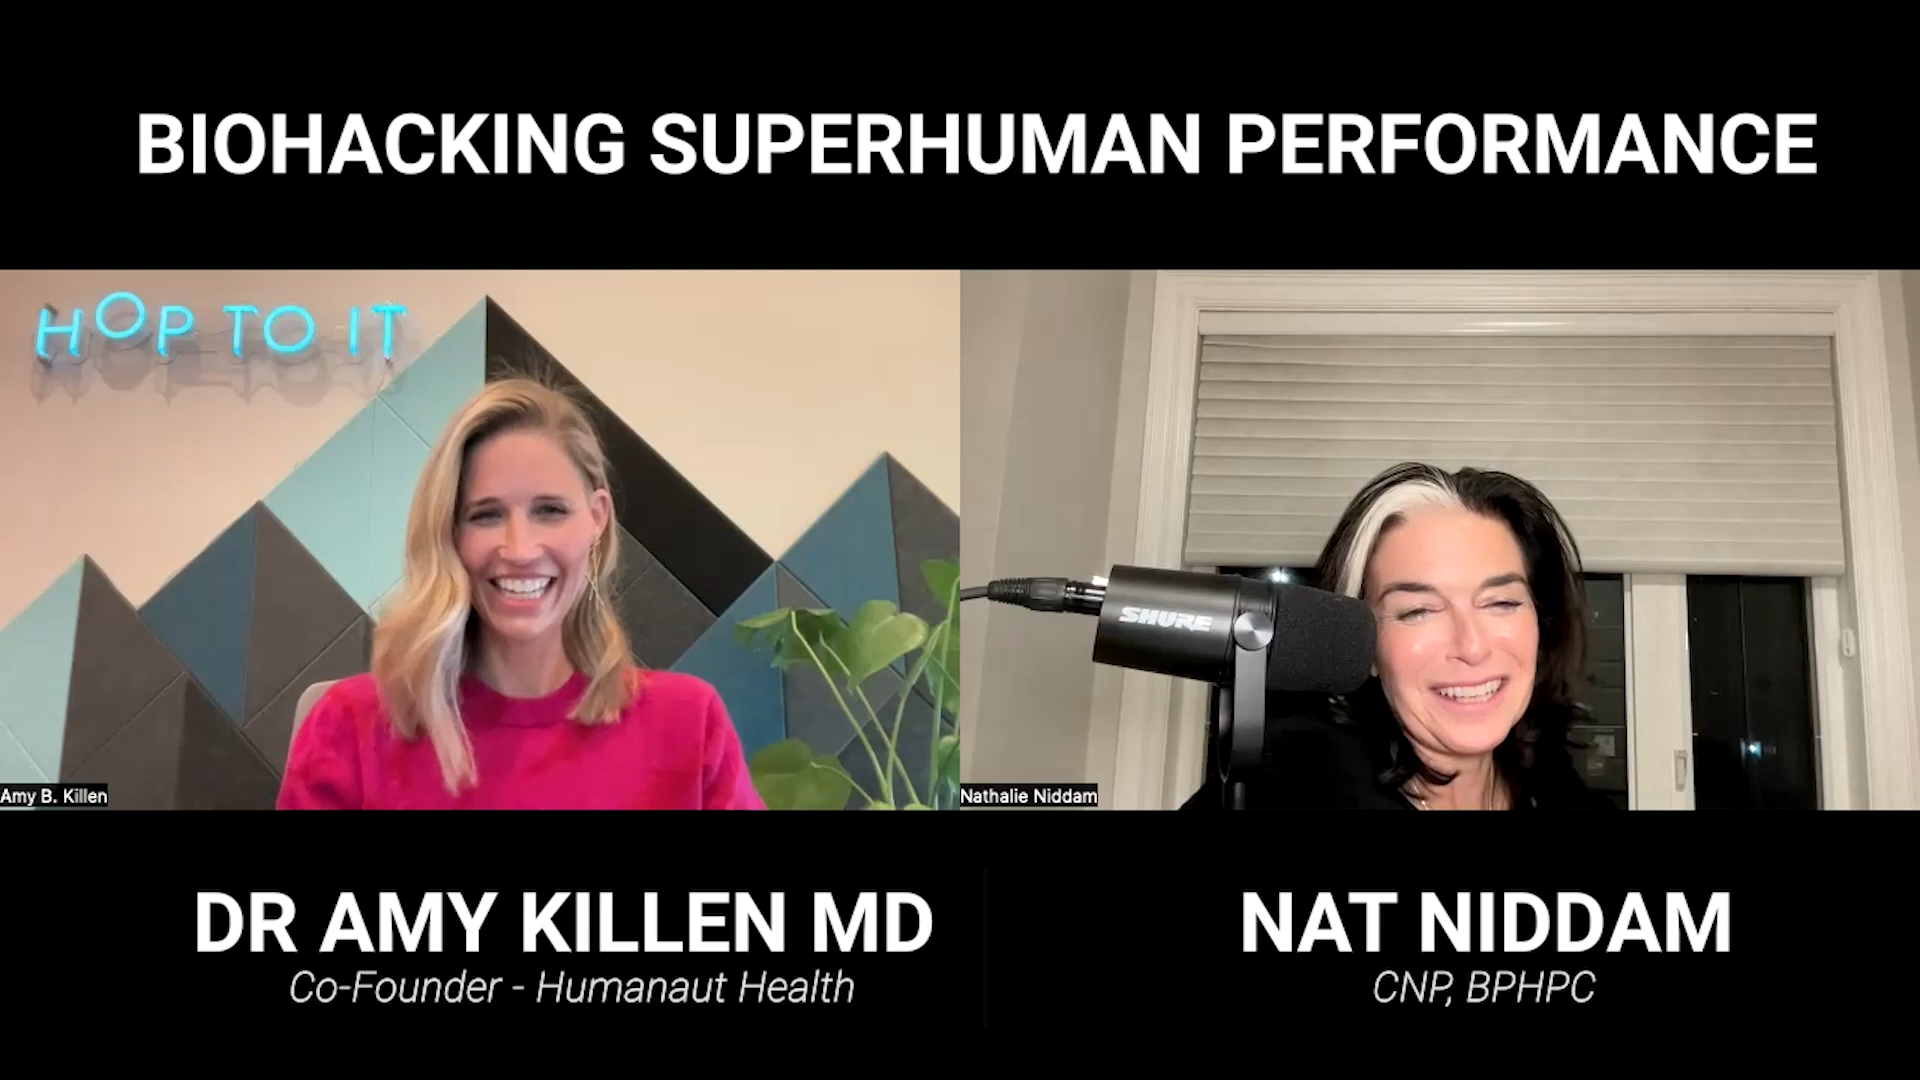 BIOHACKING SUPERHUMAN PERFORMANCE
HOP TO IT
SHURE
Amy B. Killen
Nathalie Niddam
DR AMY KILLEN MD
Co-Founder - Humanaut Health
NAT NIDDAM
CNP, BPHPC